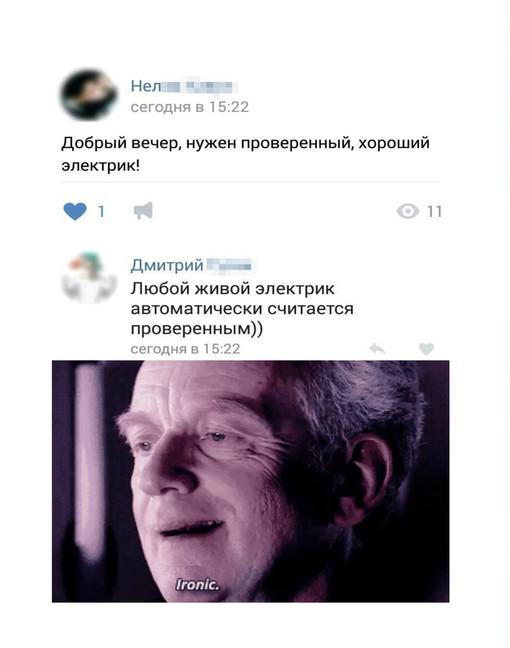 сегодня в 15:22
Добрый вечер, нужен проверенный, хороший
электрик!
1
11
Дмитрий
Любой живой электрик
автоматически считается
проверенным))
сегодня в 15:22
Ironic.